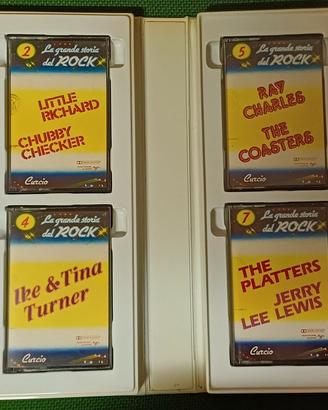 2
La grande storia
del ROCK
LITTLE
RICHARD
CHUBBY
CHECKER
Curcio
5
La grande storia
del ROCK
RAY
CHARLES
THE
COASTERS
Curcio
4
La grande storia
del ROCK
Ike & Tina
Turner
Curcio
7
La grande storia
del ROCK
THE
PLATTERS
JERRY
LEE LEWIS
Curcio